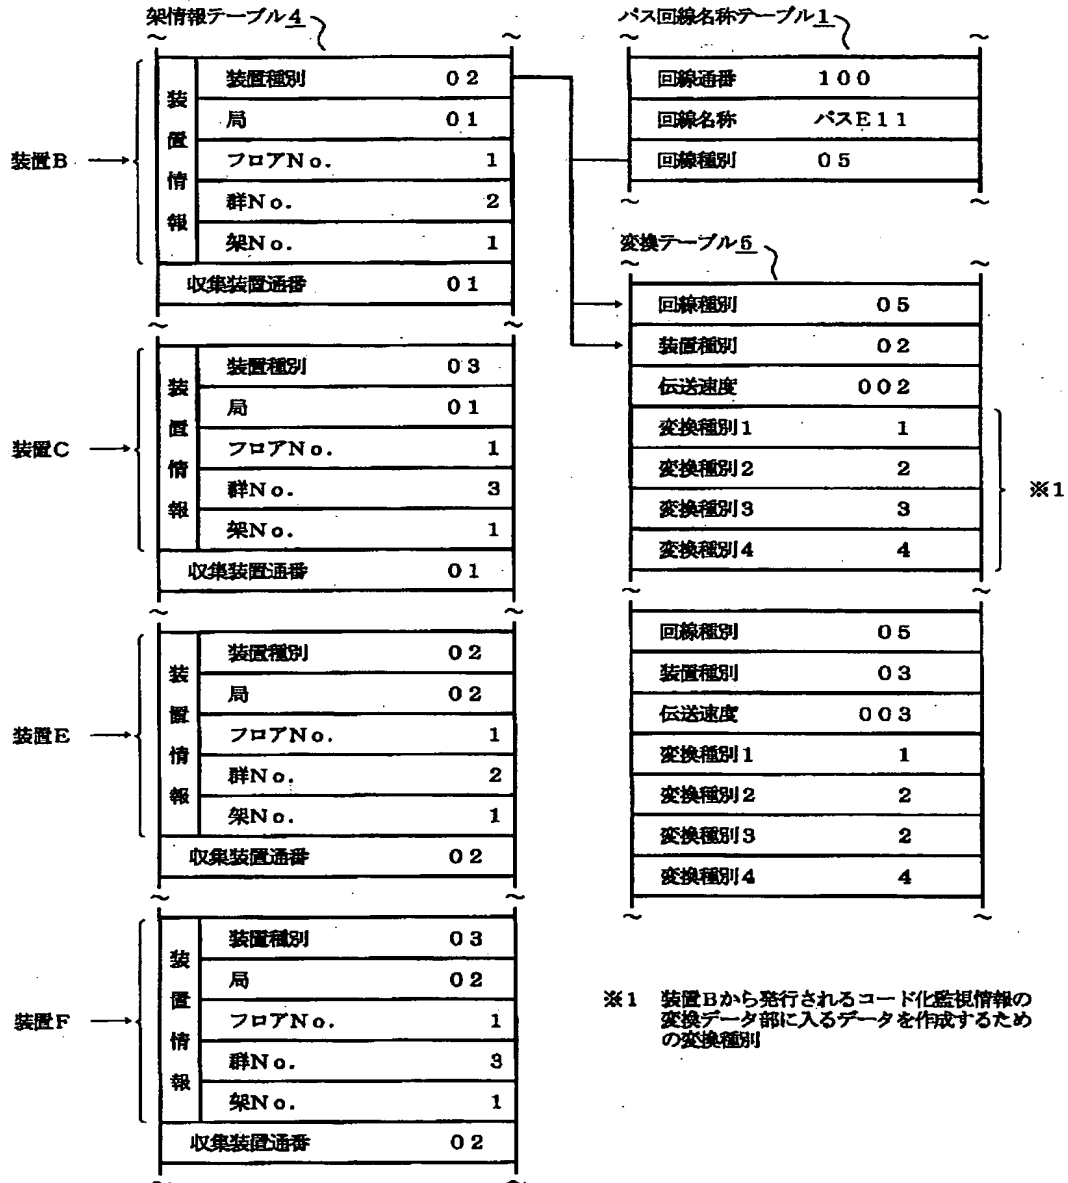 架情報テーブル4
装置B
装置情報
装置種別 02
局 01
フロアNo. 1
群No. 2
架No. 1
収集装置通番 01
装置C
装置情報
装置種別 03
局 01
フロアNo. 1
群No. 3
架No. 1
収集装置通番 01
装置E
装置情報
装置種別 02
局 02
フロアNo. 1
群No. 2
架No. 1
収集装置通番 02
装置F
装置情報
装置種別 03
局 02
フロアNo. 1
群No. 3
架No. 1
収集装置通番 02
パス回線名称テーブル1
回線通番 100
回線名称 パスE11
回線種別 05
変換テーブル5
回線種別 05
装置種別 02
伝送速度 002
変換種別1 1
変換種別2 2
変換種別3 3
変換種別4 4
※1
回線種別 05
装置種別 03
伝送速度 003
変換種別1 1
変換種別2 2
変換種別3 2
変換種別4 4
※1 装置Bから発行されるコード化監視情報の
変換データ部に入るデータを作成するため
の変換種別